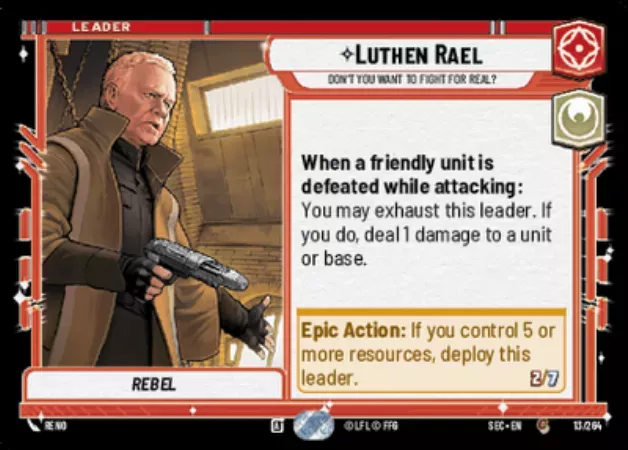 LEADER
✧LUTHEN RAEL
DON'T YOU WANT TO FIGHT FOR REAL?
When a friendly unit is
defeated while attacking:
You may exhaust this leader. If
you do, deal 1 damage to a unit
or base.
Epic Action: If you control 5 or
more resources, deploy this
leader.
2/7
REBEL
RENIO
A
© LFL © FFG
SEC • EN
13/264